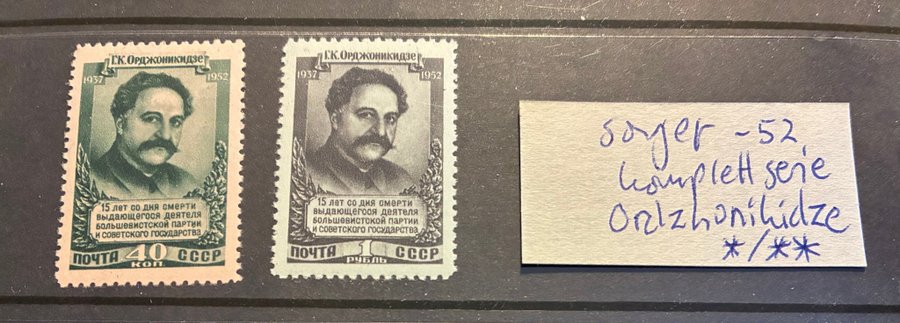 Г.К. ОРДЖОНИКИДЗЕ
1937 1952
15 ЛЕТ СО ДНЯ СМЕРТИ
ВЫДАЮЩЕГОСЯ ДЕЯТЕЛЯ
БОЛЬШЕВИСТСКОЙ ПАРТИИ
И СОВЕТСКОГО ГОСУДАРСТВА
ПОЧТА 40 КОП. СССР
Г.К. ОРДЖОНИКИДЗЕ
1937 1952
15 ЛЕТ СО ДНЯ СМЕРТИ
ВЫДАЮЩЕГОСЯ ДЕЯТЕЛЯ
БОЛЬШЕВИСТСКОЙ ПАРТИИ
И СОВЕТСКОГО ГОСУДАРСТВА
ПОЧТА 1 РУБЛЬ СССР
Sovjet -52
komplett serie
Ordzhonikidze
*/**